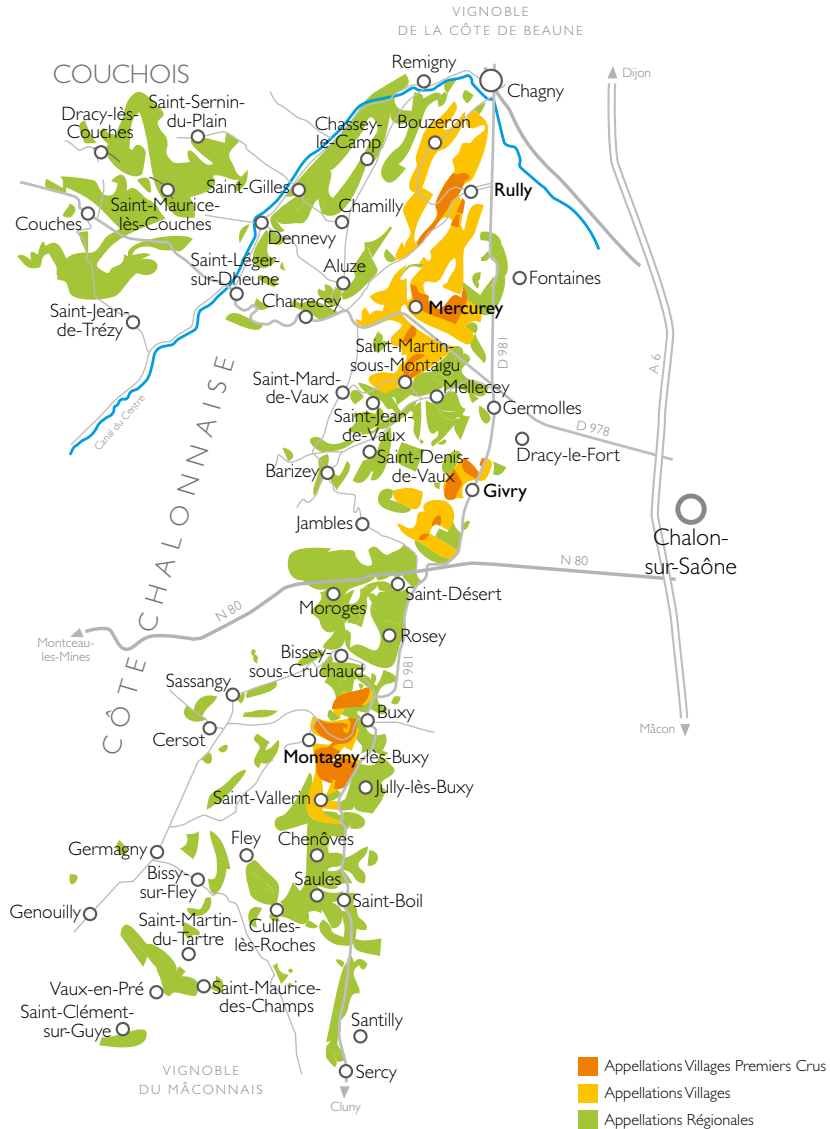 VIGNOBLE
DE LA CÔTE DE BEAUNE
COUCHOIS
Remigny
Chagny
Dijon
Dracy-lès-
Couches
Saint-Sernin-
du-Plain
Chassey-
le-Camp
Bouzeron
Saint-Gilles
Rully
Saint-Maurice-
lès-Couches
Chamilly
Couches
Dennevy
Saint-Léger-
sur-Dheune
Aluze
Fontaines
Charrecey
Mercurey
Saint-Jean-
de-Trézy
D 981
A 6
Saint-Martin-
sous-Montaigu
Saint-Mard-
de-Vaux
Mellecey
Canal du Centre
Saint-Jean-
de-Vaux
Germolles
D 978
Dracy-le-Fort
Saint-Denis-
de-Vaux
Barizey
Givry
CÔTE CHALONNAISE
Jambles
Chalon-
sur-Saône
N 80
Saint-Désert
Moroges
N 80
Montceau-
les-Mines
Rosey
Bissey-
sous-Cruchaud
D 981
Sassangy
Buxy
Cersot
Mâcon
Montagny-lès-Buxy
Jully-lès-Buxy
Saint-Vallerin
Germagny
Fley
Chenôves
Bissy-
sur-Fley
Saules
Saint-Boil
Genouilly
Saint-Martin-
du-Tartre
Culles-
lès-Roches
Vaux-en-Pré
Saint-Maurice-
des-Champs
Saint-Clément-
sur-Guye
Santilly
VIGNOBLE
DU MÂCONNAIS
Sercy
Cluny
Appellations Villages Premiers Crus
Appellations Villages
Appellations Régionales